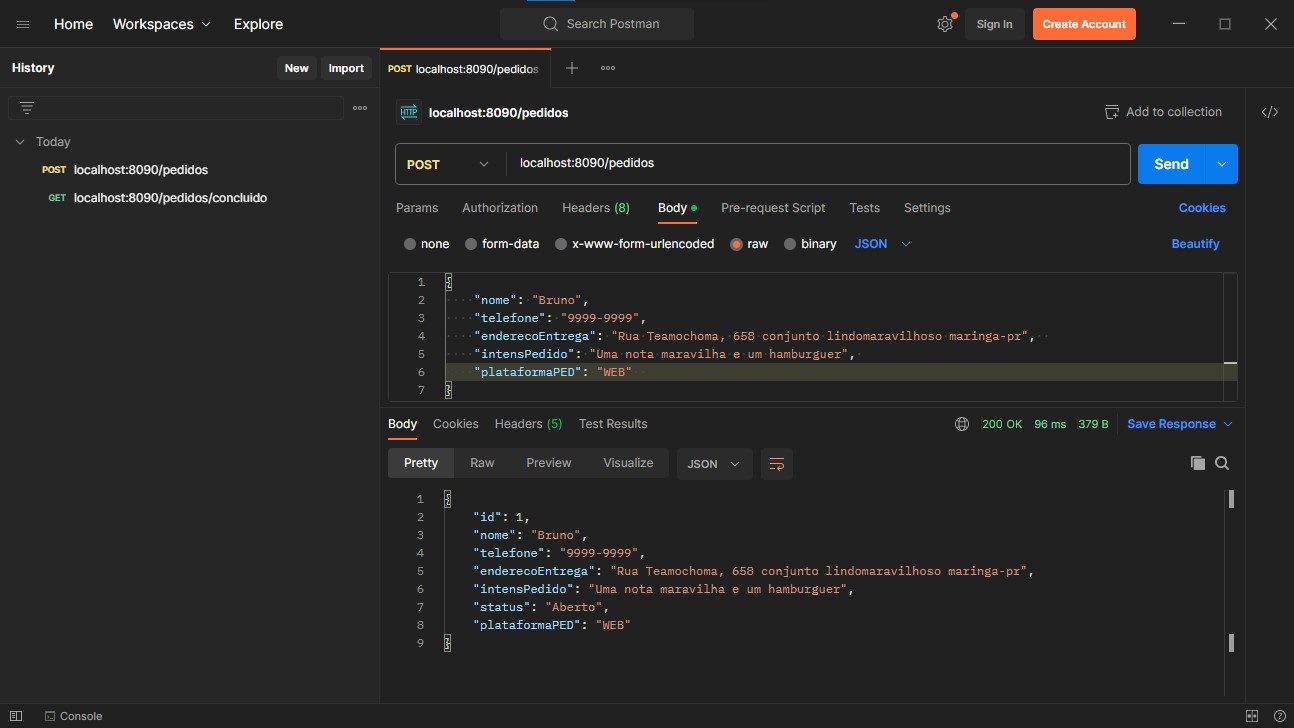 Home Workspaces Explore Search Postman Sign In Create Account
History New Import
POST localhost:8090/pedidos
Today
POST localhost:8090/pedidos
GET localhost:8090/pedidos/concluido
HTTP localhost:8090/pedidos Add to collection </>
POST localhost:8090/pedidos Send
Params Authorization Headers (8) Body Pre-request Script Tests Settings Cookies
none form-data x-www-form-urlencoded raw binary JSON Beautify
1 {
2 "nome": "Bruno",
3 "telefone": "9999-9999",
4 "enderecoEntrega": "Rua Teamochoma, 658 conjunto lindomaravilhoso maringa-pr",
5 "intensPedido": "Uma nota maravilha e um hamburguer",
6 "plataformaPED": "WEB"
7 }
Body Cookies Headers (5) Test Results 200 OK 96 ms 379 B Save Response
Pretty Raw Preview Visualize JSON
1 {
2 "id": 1,
3 "nome": "Bruno",
4 "telefone": "9999-9999",
5 "enderecoEntrega": "Rua Teamochoma, 658 conjunto lindomaravilhoso maringa-pr",
6 "intensPedido": "Uma nota maravilha e um hamburguer",
7 "status": "Aberto",
8 "plataformaPED": "WEB"
9 }
Console